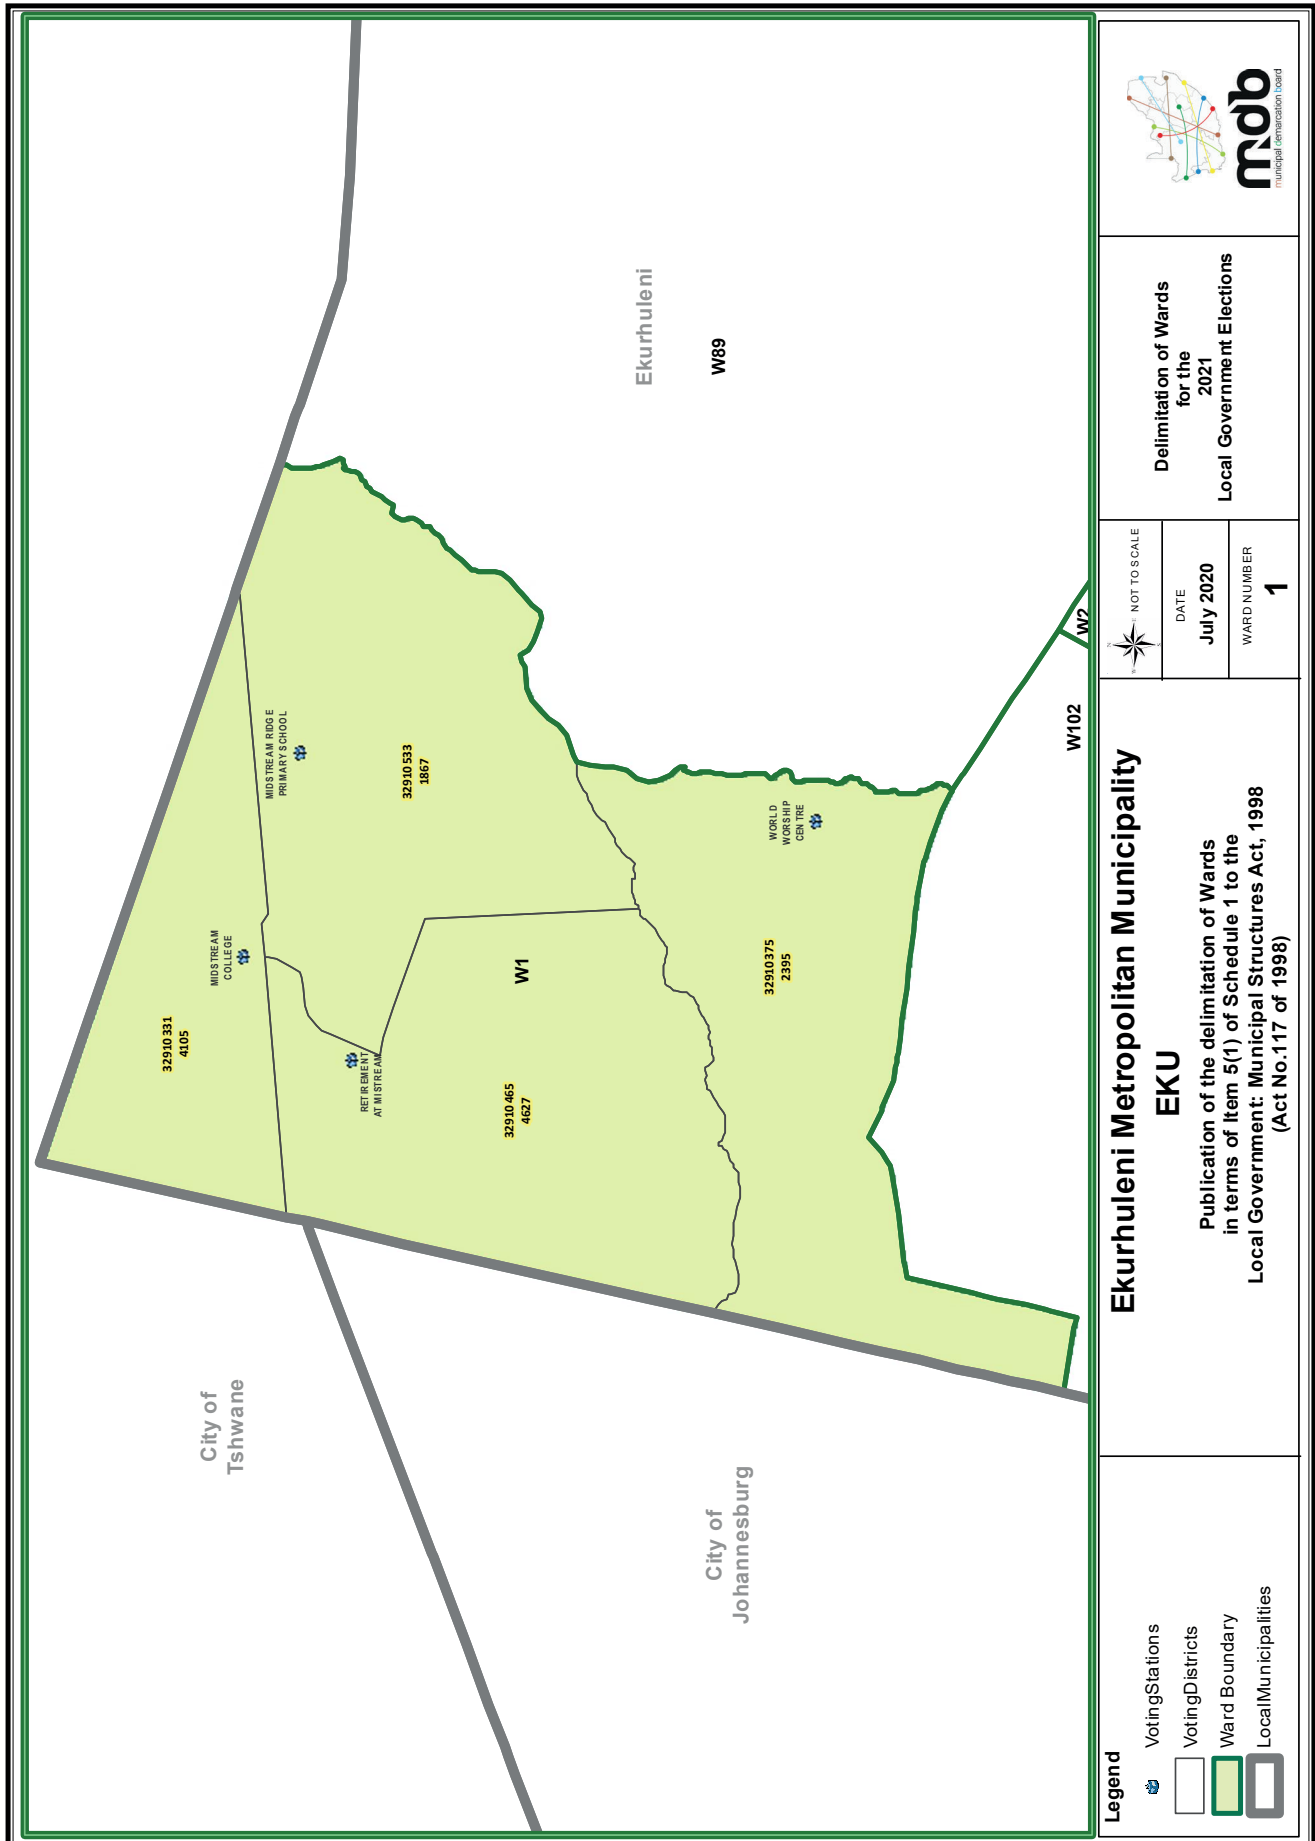 City of
Tshwane
City of
Johannesburg
Ekurhuleni
W89
W102
W2
W1
32910331
4105
MIDSTREAM
COLLEGE
MIDSTREAM RIDGE
PRIMARY SCHOOL
32910533
1867
RETIREMENT
AT MISTREAM
32910465
4627
WORLD
WORSHIP
CENTRE
32910375
2395
Legend
VotingStations
VotingDistricts
Ward Boundary
LocalMunicipalities
Ekurhuleni Metropolitan Municipality
EKU
Publication of the delimitation of Wards
in terms of Item 5(1) of Schedule 1 to the
Local Government: Municipal Structures Act, 1998
(Act No.117 of 1998)
N
W E
S
NOT TO SCALE
DATE
July 2020
WARD NUMBER
1
Delimitation of Wards
for the
2021
Local Government Elections
mdb
municipal demarcation board